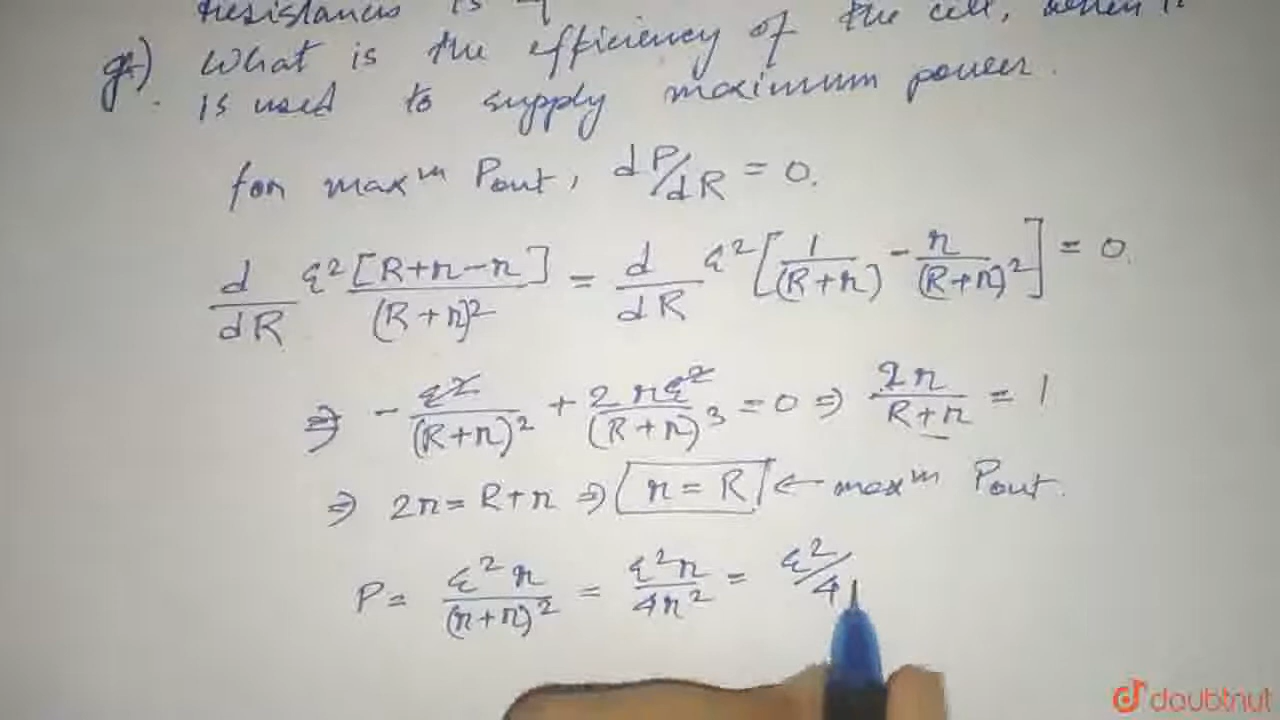 Resistances is
g) What is the efficiency of the cell, when it
is used to supply maximum power.
for maxᵐ Pout, dP/dR = 0.
d/dR ε² [R+r-r]/(R+r)² = d/dR ε² [1/(R+r) - r/(R+r)²] = 0.
⇒ - ε²/(R+r)² + 2rε²/(R+r)³ = 0 ⇒ 2r/R+r = 1
⇒ 2r = R+r ⇒ r = R ← maxᵐ Pout.
P = ε²r/(r+r)² = ε²r/4r² = ε²/4
doubtnut